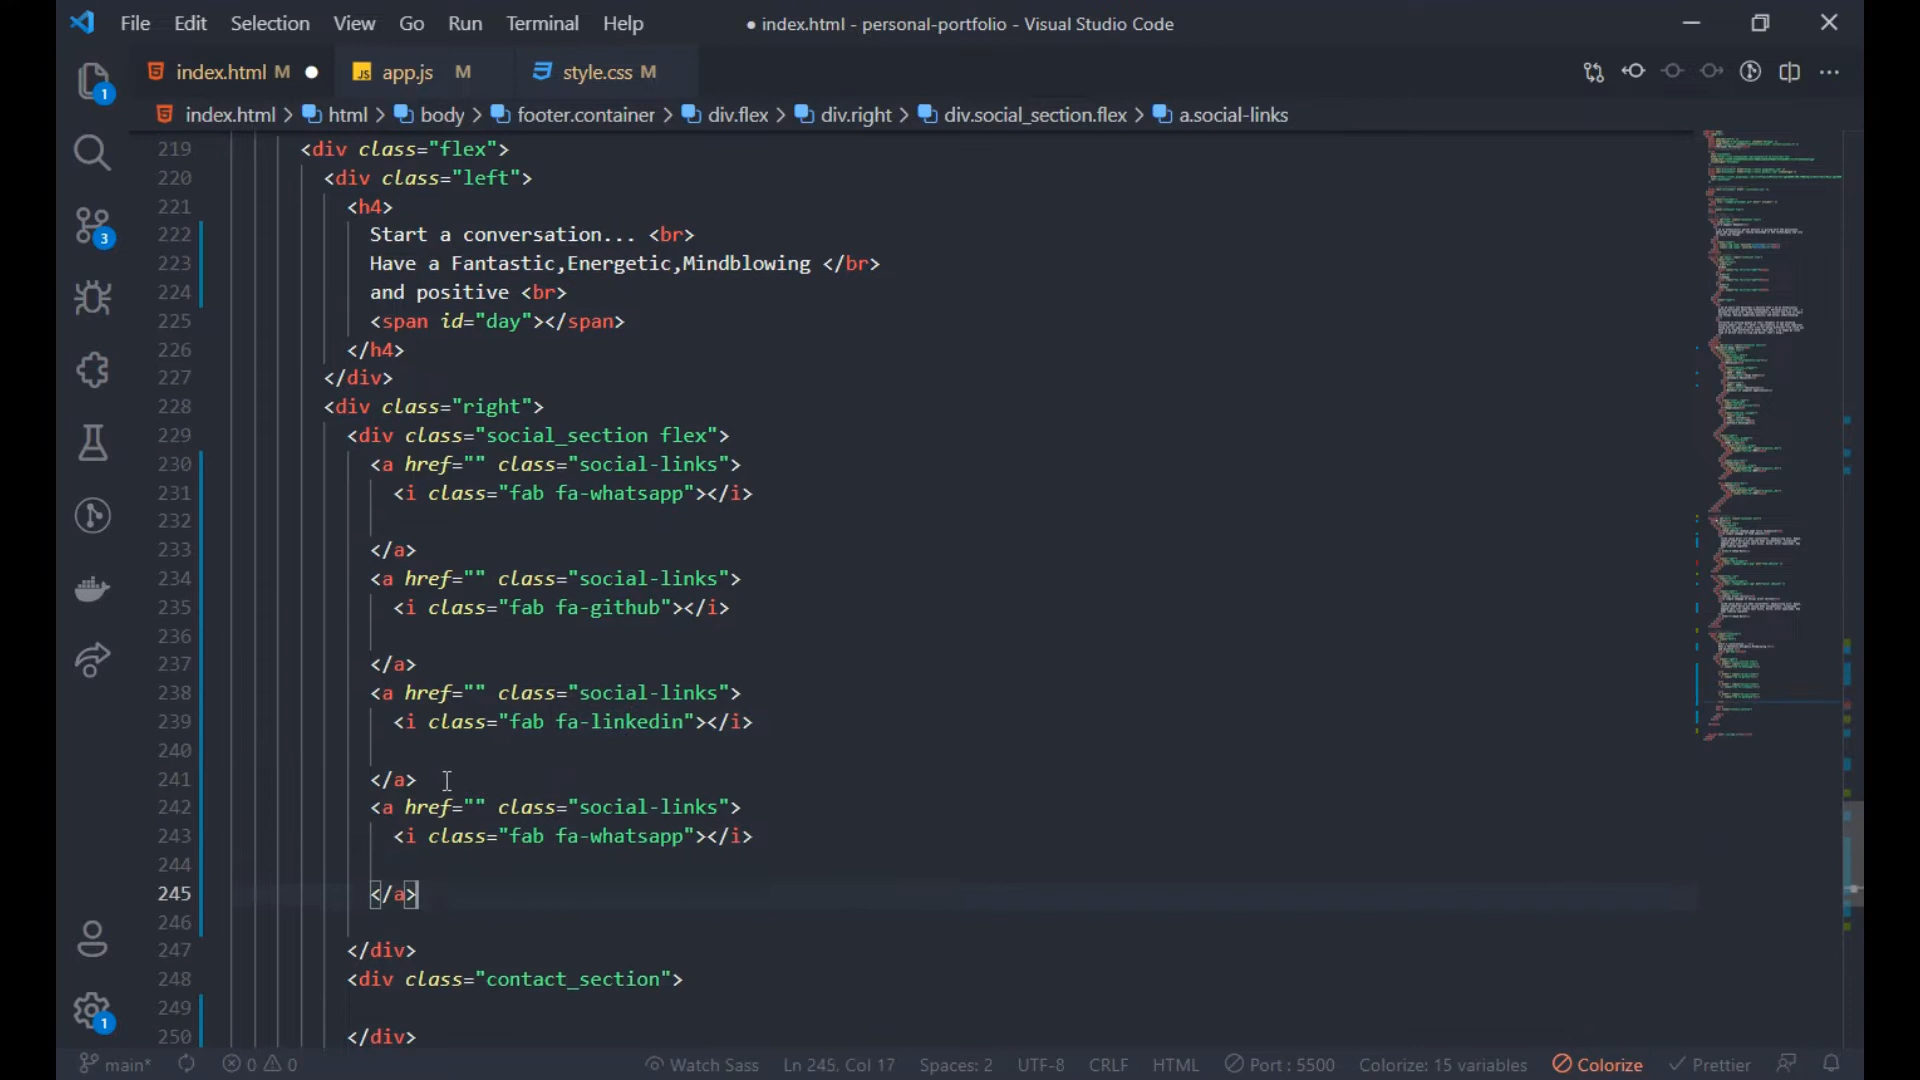 File Edit Selection View Go Run Terminal Help ● index.html - personal-portfolio - Visual Studio Code
index.html M ● JS app.js M style.css M
1
index.html > html > body > footer.container > div.flex > div.right > div.social_section.flex > a.social-links
219 <div class="flex">
220 <div class="left">
221 <h4>
222 Start a conversation... <br>
223 Have a Fantastic,Energetic,Mindblowing </br>
3
224 and positive <br>
225 <span id="day"></span>
226 </h4>
227 </div>
228 <div class="right">
229 <div class="social_section flex">
230 <a href="" class="social-links">
231 <i class="fab fa-whatsapp"></i>
232
233 </a>
234 <a href="" class="social-links">
235 <i class="fab fa-github"></i>
236
237 </a>
238 <a href="" class="social-links">
239 <i class="fab fa-linkedin"></i>
240
241 </a>
242 <a href="" class="social-links">
243 <i class="fab fa-whatsapp"></i>
244
245 </a>
246
247 </div>
248 <div class="contact_section">
249
1
250 </div>
main* 0 0 Watch Sass Ln 245, Col 17 Spaces: 2 UTF-8 CRLF HTML Port : 5500 Colorize: 15 variables Colorize Prettier